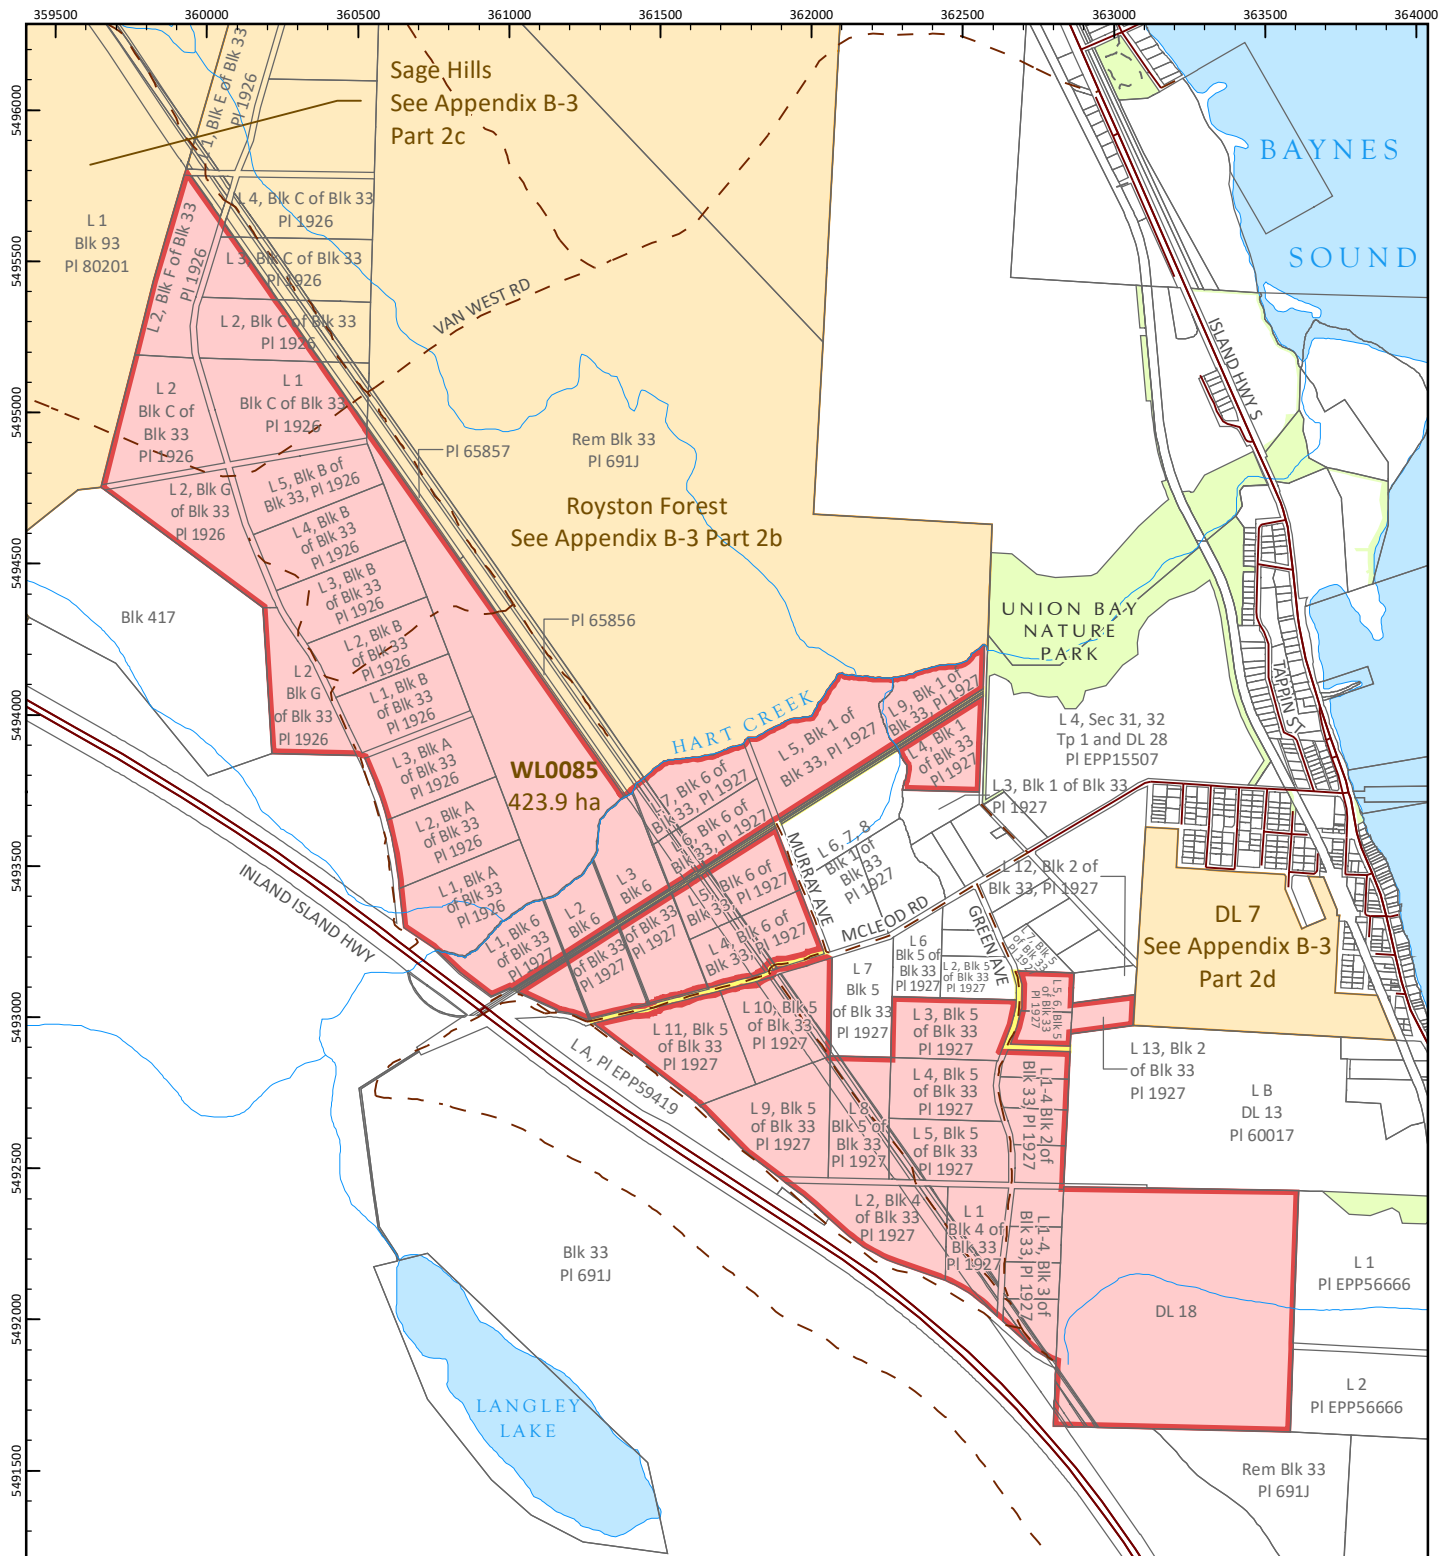 359500 360000 360500 361000 361500 362000 362500 363000 363500 364000
5496000
5495500
5495000
5494500
5494000
5493500
5493000
5492500
5492000
5491500
L 1, Blk E of Blk 33
Pl 1926
Sage Hills
See Appendix B-3
Part 2c
BAYNES
SOUND
L 1
Blk 93
Pl 80201
L 4, Blk C of Blk 33
Pl 1926
L 2, Blk F of Blk 33
Pl 1926
L 3, Blk C of Blk 33
Pl 1926
L 2, Blk C of Blk 33
Pl 1926
VAN WEST RD
ISLAND HWY S
L 2
Blk C of
Blk 33
Pl 1926
L 1
Blk C of Blk 33
Pl 1926
Pl 65857
Rem Blk 33
Pl 691J
Royston Forest
See Appendix B-3 Part 2b
L 2, Blk G
of Blk 33
Pl 1926
L 5, Blk B of
Blk 33, Pl 1926
L 4, Blk B
of Blk 33
Pl 1926
L 3, Blk B
of Blk 33
Pl 1926
L 2, Blk B
of Blk 33
Pl 1926
L 1, Blk B
of Blk 33
Pl 1926
Blk 417
Pl 65856
UNION BAY
NATURE
PARK
L 2
Blk G
of Blk 33
Pl 1926
TAPPIN ST
HART CREEK
L 9, Blk 1 of
Blk 33, Pl 1927
L 5, Blk 1 of
Blk 33, Pl 1927
L 4, Blk 1
of Blk 33
Pl 1927
L 4, Sec 31, 32
Tp 1 and DL 28
Pl EPP15507
L 3, Blk A
of Blk 33
Pl 1926
WL0085
423.9 ha
L 7, Blk 6 of
Blk 33, Pl 1927
L 6, Blk 6 of
Blk 33, Pl 1927
L 3, Blk 1 of Blk 33
Pl 1927
L 2, Blk A
of Blk 33
Pl 1926
L 6, 7, 8
Blk 1 of
Blk 33
Pl 1927
MURRAY AVE
L 1, Blk A
of Blk 33
Pl 1926
L 3
Blk 6
of Blk 33
Pl 1927
L 2
Blk 6
of Blk 33
Pl 1927
L 5, Blk 6 of
Blk 33, Pl 1927
L 12, Blk 2 of
Blk 33, Pl 1927
INLAND ISLAND HWY
MCLEOD RD
GREEN AVE
DL 7
See Appendix B-3
Part 2d
L 1, Blk 6
of Blk 33
Pl 1927
L 4, Blk 6 of
Blk 33, Pl 1927
L 6
Blk 5 of
Blk 33
Pl 1927
L 2, Blk 5
of Blk 33
Pl 1927
L 7, Blk 5
of Blk 33
Pl 1927
L 7
Blk 5
of Blk 33
Pl 1927
L 5, 6, Blk 5
of Blk 33
Pl 1927
L 10, Blk 5
of Blk 33
Pl 1927
L 11, Blk 5
of Blk 33
Pl 1927
L 3, Blk 5
of Blk 33
Pl 1927
L A, Pl EPP59419
L 13, Blk 2
of Blk 33
Pl 1927
L 4, Blk 5
of Blk 33
Pl 1927
L 1-4 Blk 2 of
Blk 33, Pl 1927
L B
DL 13
Pl 60017
L 9, Blk 5
of Blk 33
Pl 1927
L 8
Blk 5 of
Blk 33
Pl 1927
L 5, Blk 5
of Blk 33
Pl 1927
L 2, Blk 4
of Blk 33
Pl 1927
L 1
Blk 4 of
Blk 33
Pl 1927
L 1-4, Blk 3 of
Blk 33, Pl 1927
Blk 33
Pl 691J
L 1
Pl EPP56666
DL 18
L 2
Pl EPP56666
LANGLEY
LAKE
Rem Blk 33
Pl 691J